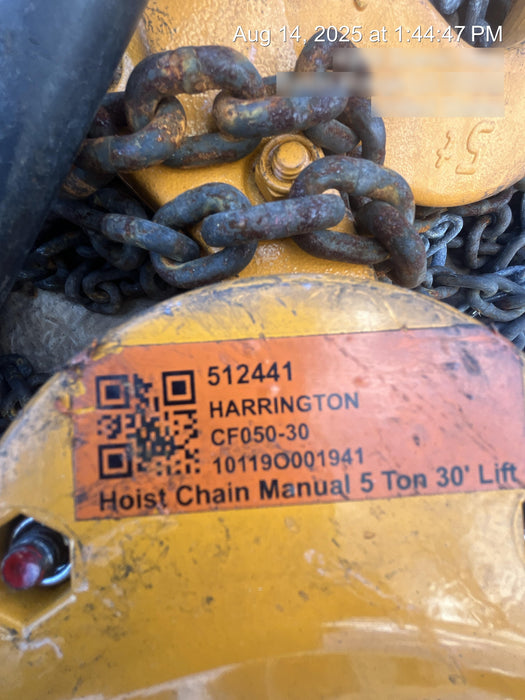 Aug 14, 2025 at 1:44:47 PM
5t
512441
HARRINGTON
CF050-30
10119O001941
Hoist Chain Manual 5 Ton 30' Lift